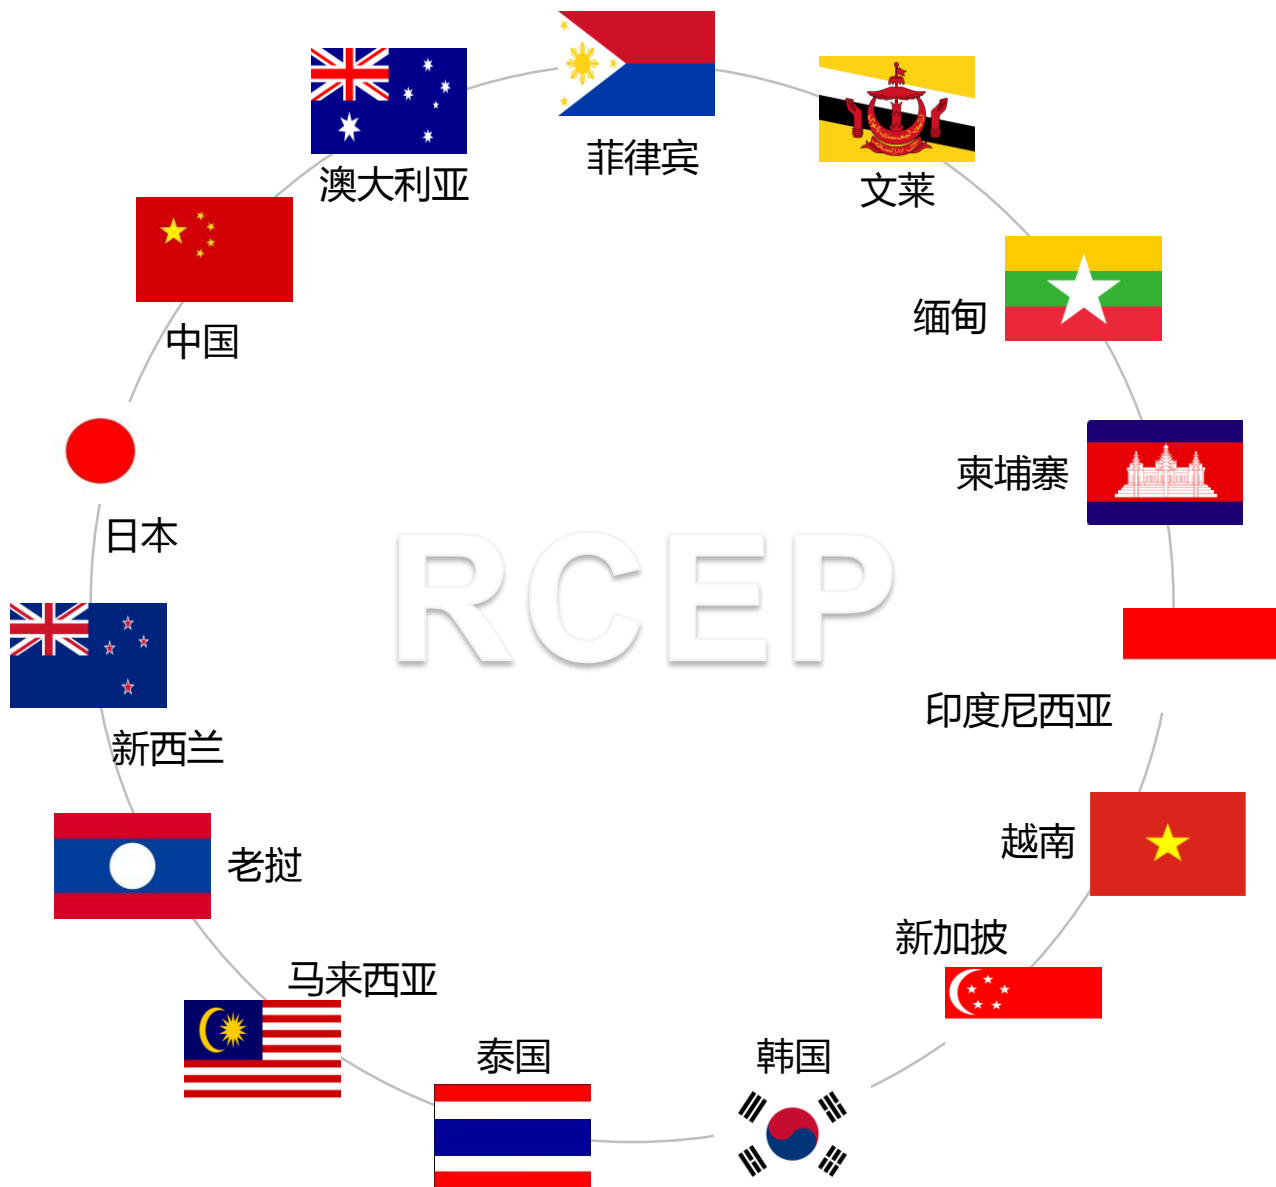 菲律宾
澳大利亚
文莱
缅甸
中国
柬埔寨
日本
RCEP
印度尼西亚
新西兰
越南
老挝
新加披
马来西亚
泰国
韩国